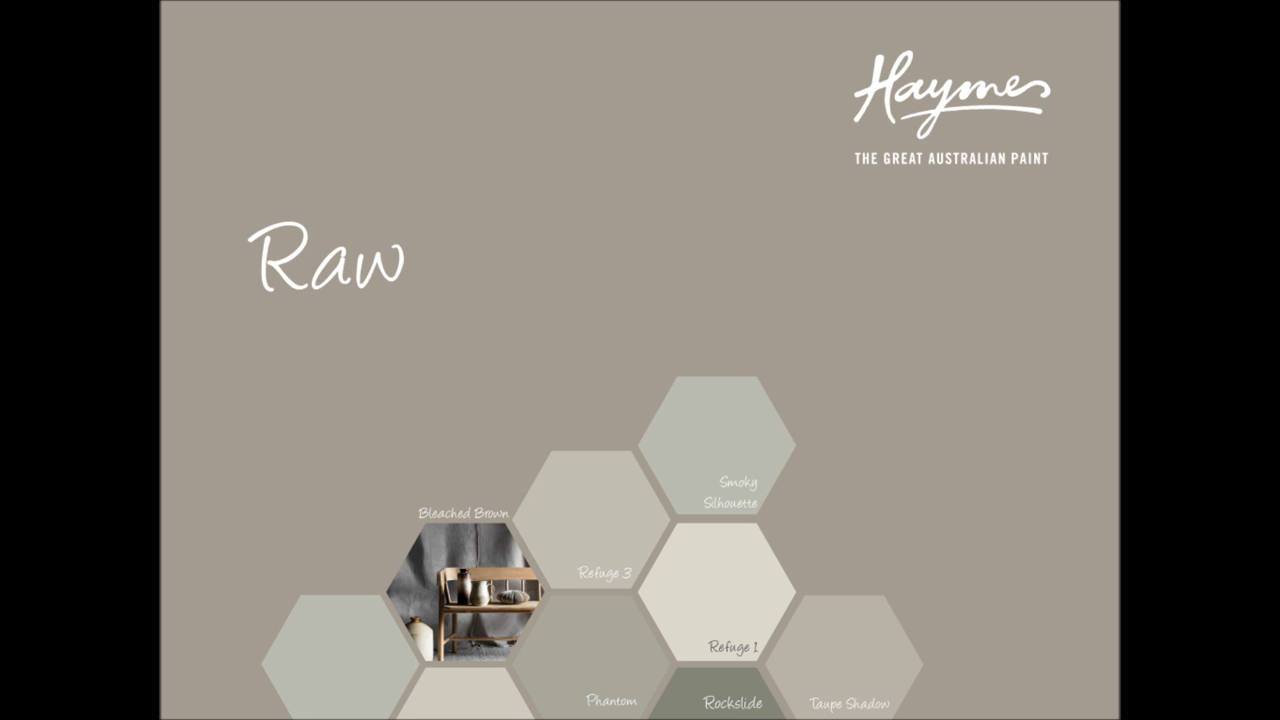 Haymes
THE GREAT AUSTRALIAN PAINT
Raw
Smoky
Silhouette
Bleached Brown
Refuge 3
Refuge 1
Phantom
Rockslide
Taupe Shadow